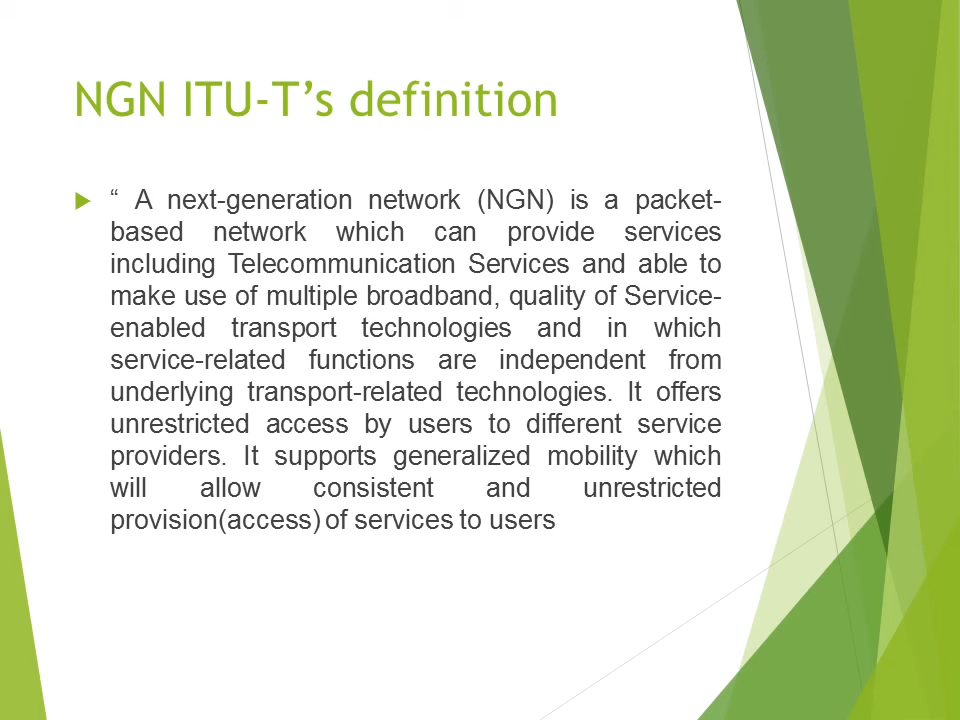 NGN ITU-T’s definition
“ A next-generation network (NGN) is a packet-
based network which can provide services
including Telecommunication Services and able to
make use of multiple broadband, quality of Service-
enabled transport technologies and in which
service-related functions are independent from
underlying transport-related technologies. It offers
unrestricted access by users to different service
providers. It supports generalized mobility which
will allow consistent and unrestricted
provision(access) of services to users